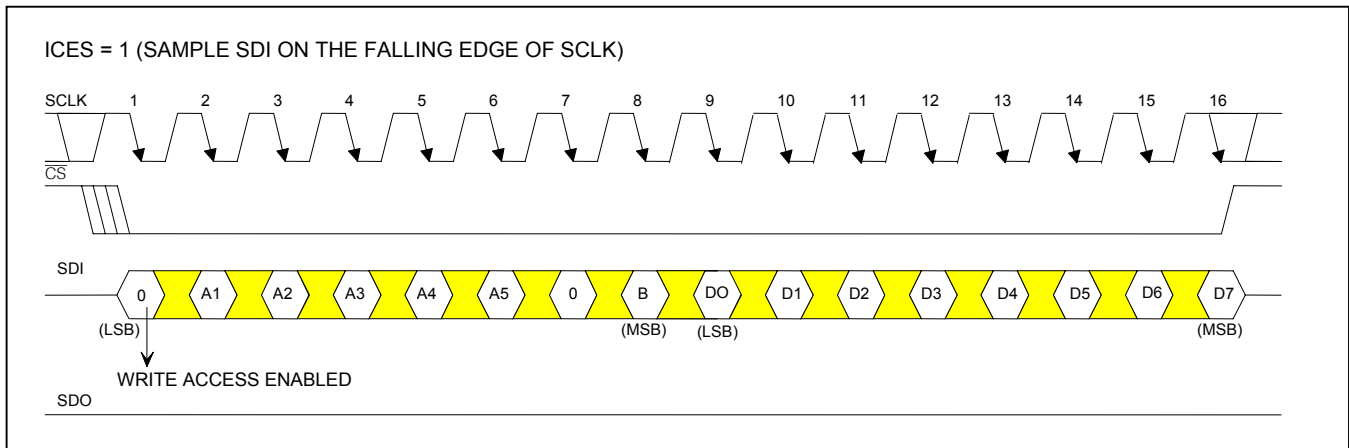 ICES = 1 (SAMPLE SDI ON THE FALLING EDGE OF SCLK)
SCLK 1 2 3 4 5 6 7 8 9 10 11 12 13 14 15 16
CS
SDI
0 A1 A2 A3 A4 A5 0 B DO D1 D2 D3 D4 D5 D6 D7
(LSB) (MSB) (LSB) (MSB)
WRITE ACCESS ENABLED
SDO